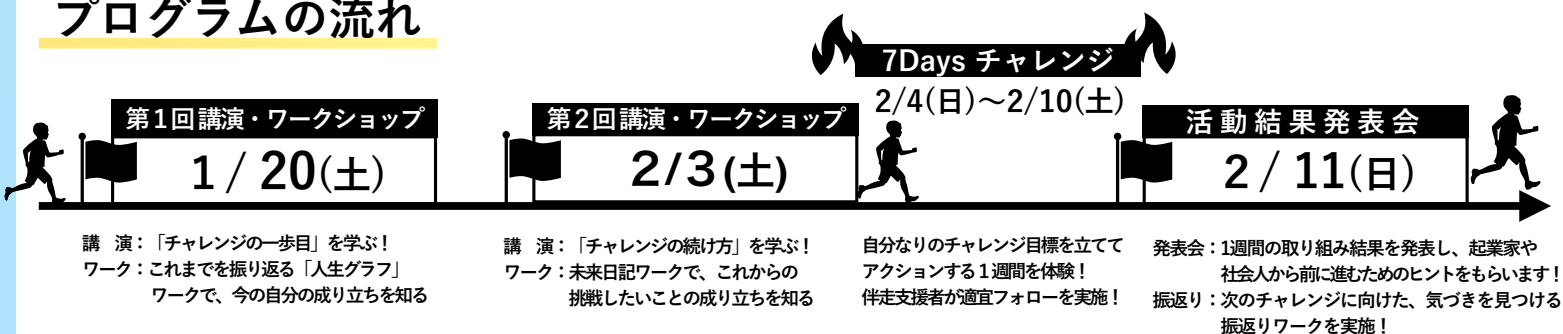 プログラムの流れ
第1回講演・ワークショップ
1/20(土)
講　演：「チャレンジの一歩目」を学ぶ！
ワーク：これまでを振り返る「人生グラフ」
ワークで、今の自分の成り立ちを知る
第2回講演・ワークショップ
2/3(土)
講　演：「チャレンジの続け方」を学ぶ！
ワーク：未来日記ワークで、これからの
挑戦したいことの成り立ちを知る
7Days チャレンジ
2/4(日)～2/10(土)
自分なりのチャレンジ目標を立てて
アクションする1週間を体験！
伴走支援者が適宜フォローを実施！
活動結果発表会
2/11(日)
発表会：1週間の取り組み結果を発表し、起業家や
社会人から前に進むためのヒントをもらいます！
振返り：次のチャレンジに向けた、気づきを見つける
振返りワークを実施！